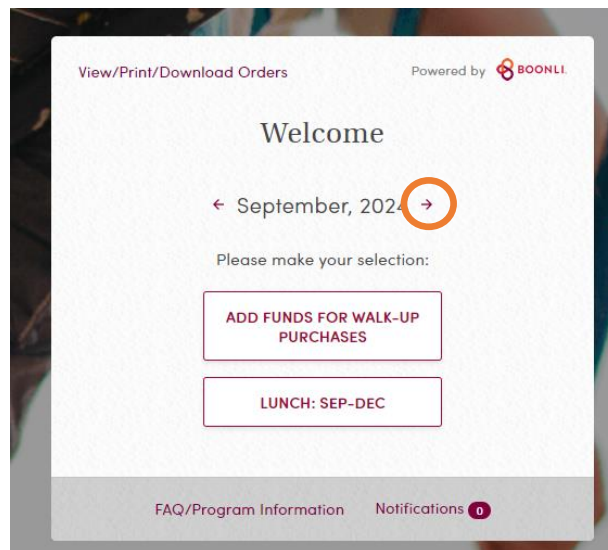 View/Print/Download Orders
Powered by BOONLI
Welcome
← September, 2024 →
Please make your selection:
ADD FUNDS FOR WALK-UP
PURCHASES
LUNCH: SEP-DEC
FAQ/Program Information Notifications 0